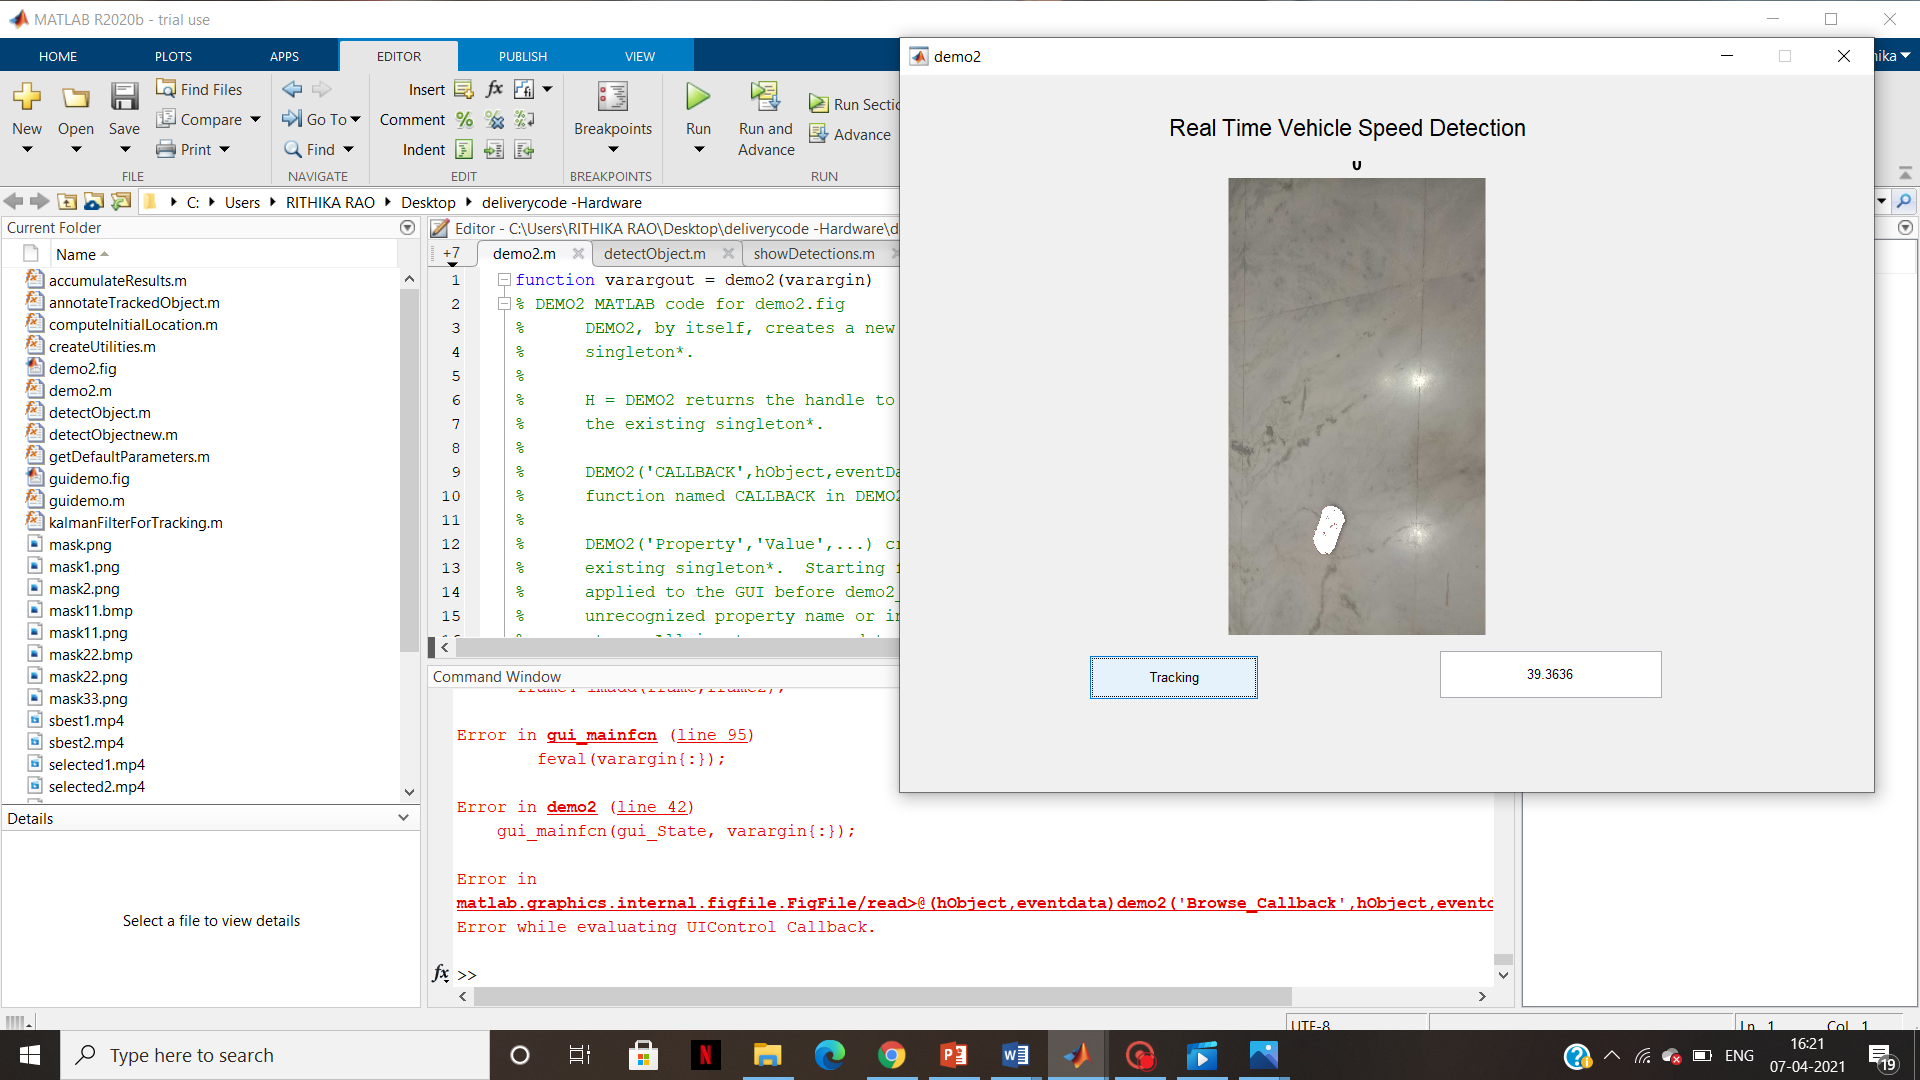 MATLAB R2020b - trial use
HOME PLOTS APPS EDITOR PUBLISH VIEW
New Open Save Find Files Compare Print
FILE
Go To Find
NAVIGATE
Insert fx
Comment
Indent
EDIT
Breakpoints
BREAKPOINTS
Run Run and Advance Run Sectio Advance
RUN
C: Users RITHIKA RAO Desktop deliverycode -Hardware
Current Folder
Name
accumulateResults.m
annotateTrackedObject.m
computeInitialLocation.m
createUtilities.m
demo2.fig
demo2.m
detectObject.m
detectObjectnew.m
getDefaultParameters.m
guidemo.fig
guidemo.m
kalmanFilterForTracking.m
mask.png
mask1.png
mask2.png
mask11.bmp
mask11.png
mask22.bmp
mask22.png
mask33.png
sbest1.mp4
sbest2.mp4
selected1.mp4
selected2.mp4
Details
Select a file to view details
Editor - C:\Users\RITHIKA RAO\Desktop\deliverycode -Hardware\d
+7 demo2.m detectObject.m showDetections.m
1 function varargout = demo2(varargin)
2 % DEMO2 MATLAB code for demo2.fig
3 % DEMO2, by itself, creates a new
4 % singleton*.
5 %
6 % H = DEMO2 returns the handle to
7 % the existing singleton*.
8 %
9 % DEMO2('CALLBACK',hObject,eventDa
10 % function named CALLBACK in DEMO2
11 %
12 % DEMO2('Property','Value',...) cr
13 % existing singleton*. Starting f
14 % applied to the GUI before demo2_
15 % unrecognized property name or in
Command Window
Error in gui_mainfcn (line 95)
feval(varargin{:});
Error in demo2 (line 42)
gui_mainfcn(gui_State, varargin{:});
Error in
matlab.graphics.internal.figfile.FigFile/read>@(hObject,eventdata)demo2('Browse_Callback',hObject,event
Error while evaluating UIControl Callback.
fx >>
demo2
Real Time Vehicle Speed Detection
Tracking
39.3636
UTF-8 Ln 1 Col 1
Type here to search
ENG
16:21
07-04-2021
19